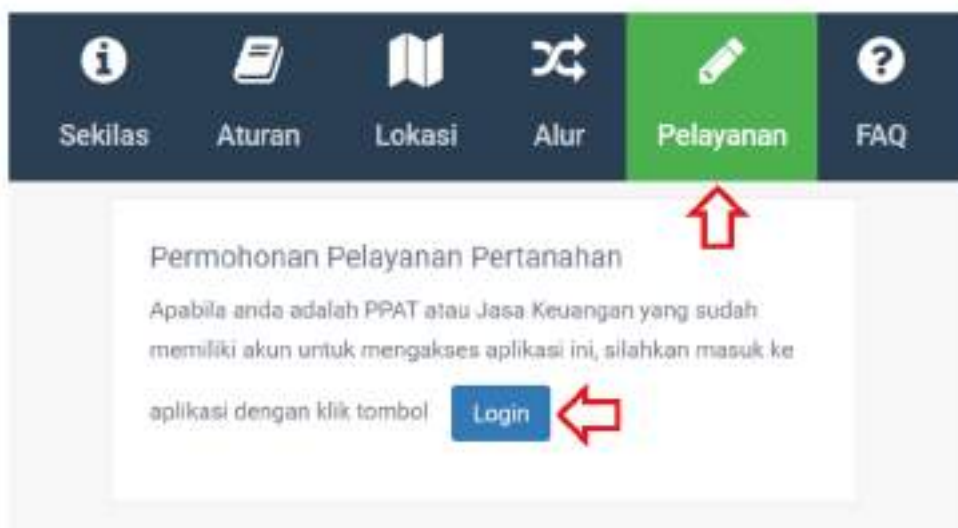 Sekilas Aturan Lokasi Alur Pelayanan FAQ
Permohonan Pelayanan Pertanahan
Apabila anda adalah PPAT atau Jasa Keuangan yang sudah
memiliki akun untuk mengakses aplikasi ini, silahkan masuk ke
aplikasi dengan klik tombol Login